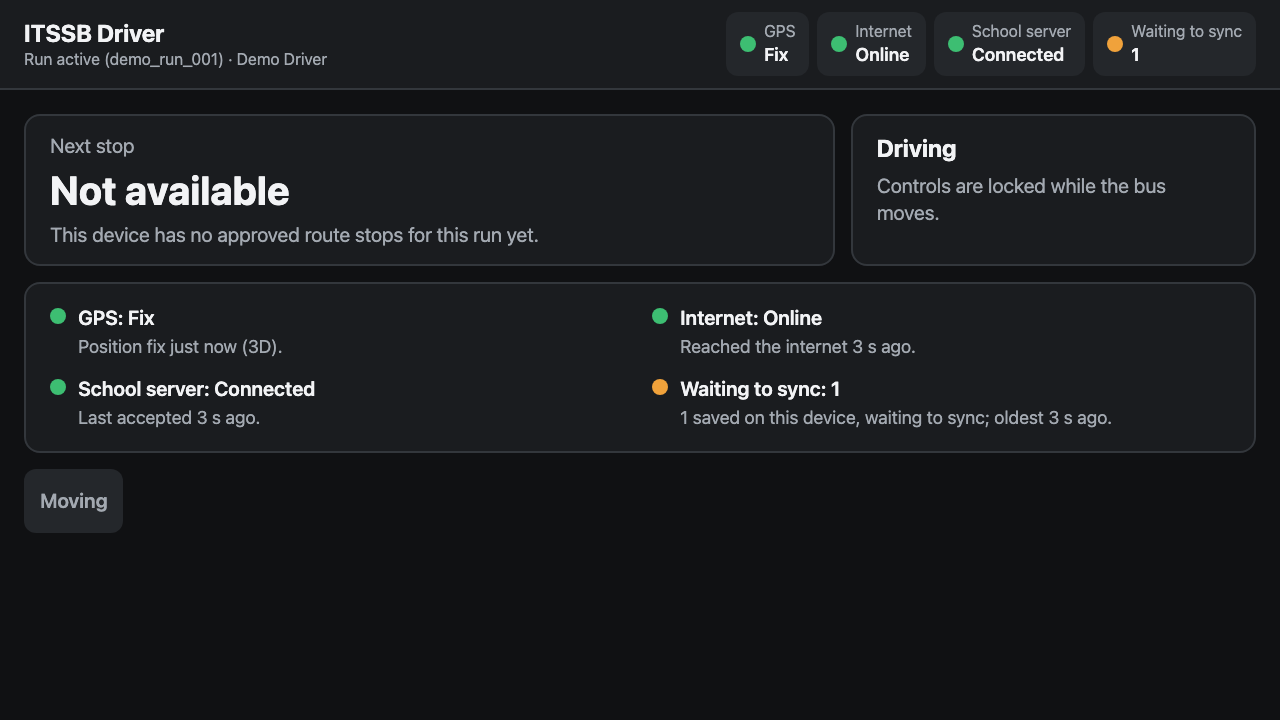 ITSSB Driver
Run active (demo_run_001) · Demo Driver
GPS
Fix
Internet
Online
School server
Connected
Waiting to sync
1
Next stop
Not available
This device has no approved route stops for this run yet.
Driving
Controls are locked while the bus
moves.
GPS: Fix
Position fix just now (3D).
Internet: Online
Reached the internet 3 s ago.
School server: Connected
Last accepted 3 s ago.
Waiting to sync: 1
1 saved on this device, waiting to sync; oldest 3 s ago.
Moving